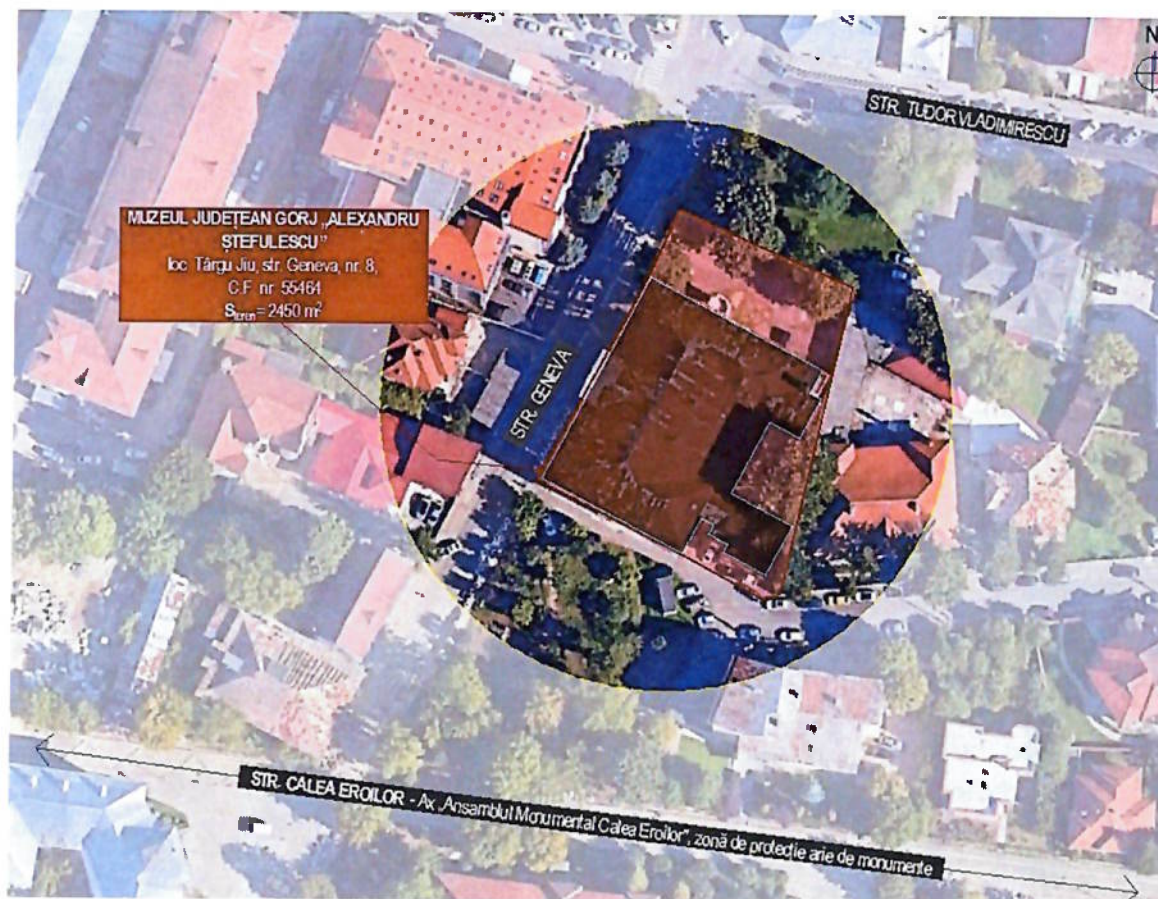 N
STR. TUDOR VLADIMIRESCU
MUZEUL JUDEȚEAN GORJ „ALEXANDRU
ȘTEFULESCU"
loc. Târgu Jiu, str. Geneva, nr. 8,
C.F. nr. 55464
Steren= 2450 m²
STR. GENEVA
STR. CALEA EROILOR - Ax „Ansamblul Monumental Calea Eroilor", zonă de protecție arie de monumente